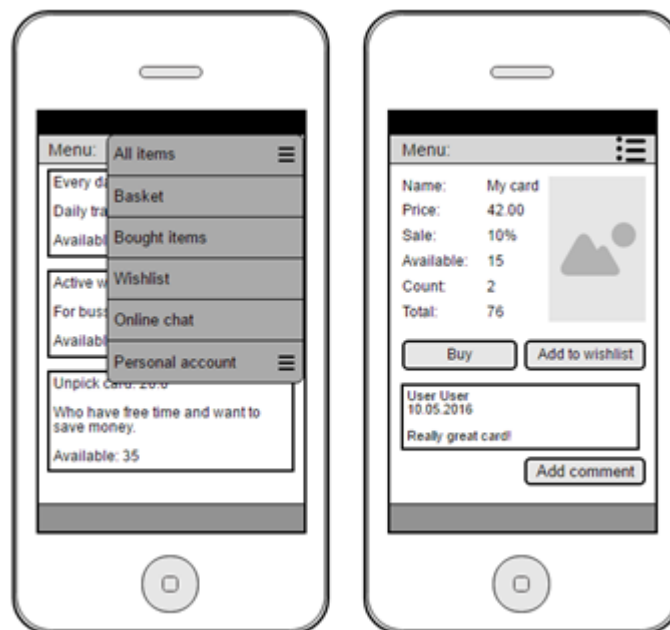 Menu:
All items
Basket
Bought items
Wishlist
Online chat
Personal account
Every da
Daily tra
Availabl
Active w
For buss
Availabl
Unpick card: 20.0
Who have free time and want to
save money.
Available: 35
Menu:
Name: My card
Price: 42.00
Sale: 10%
Available: 15
Count: 2
Total: 76
Buy
Add to wishlist
User User
10.05.2016
Really great card!
Add comment